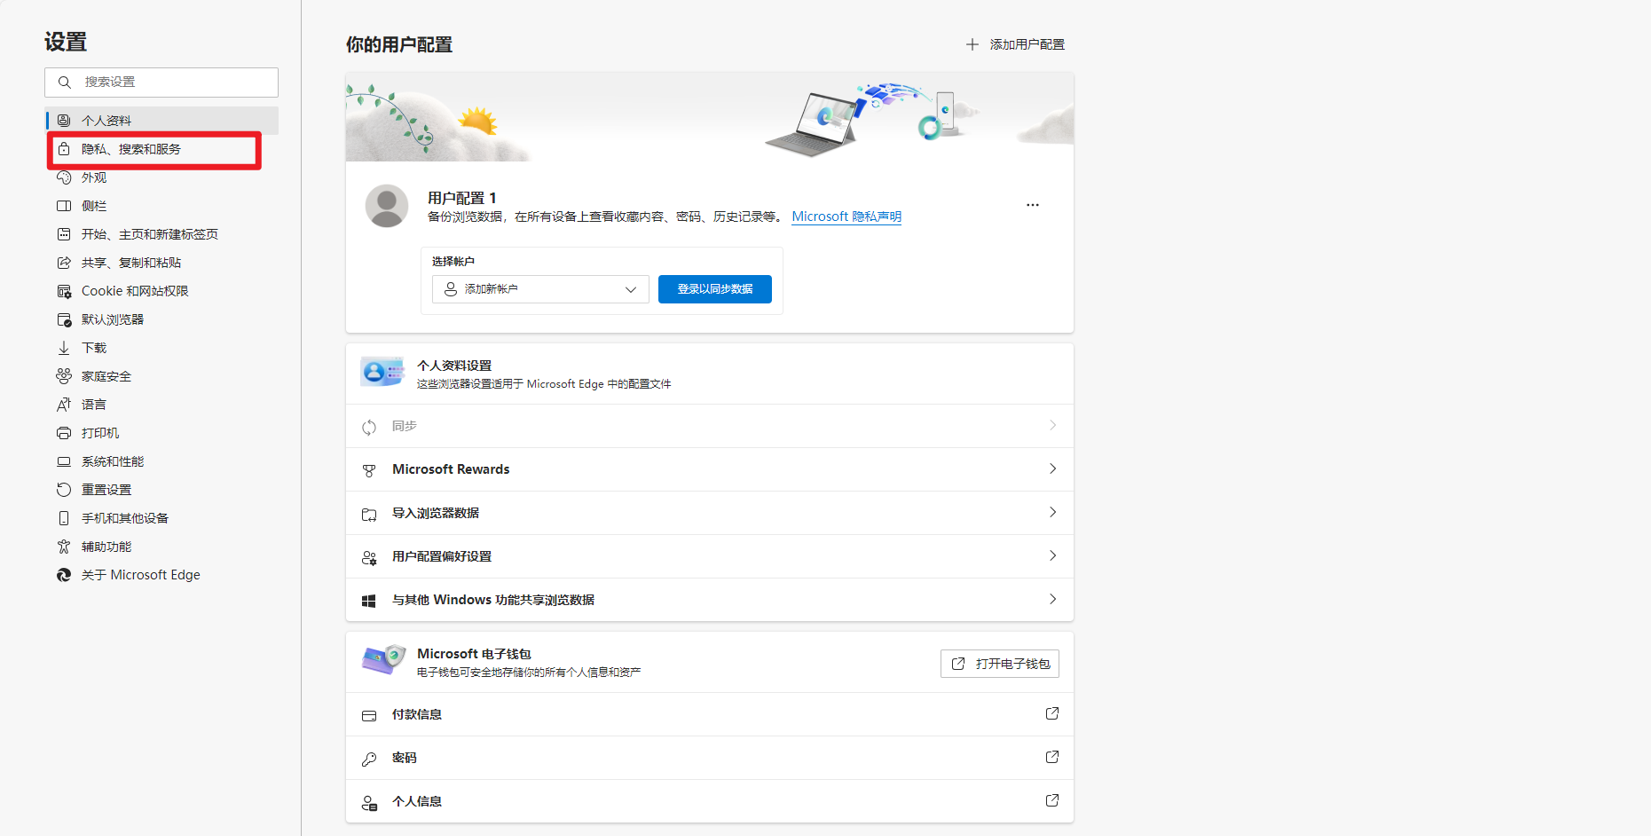 设置
搜索设置
个人资料
隐私、搜索和服务
外观
侧栏
开始、主页和新建标签页
共享、复制和粘贴
Cookie 和网站权限
默认浏览器
下载
家庭安全
语言
打印机
系统和性能
重置设置
手机和其他设备
辅助功能
关于 Microsoft Edge
你的用户配置
添加用户配置
用户配置 1
备份浏览数据，在所有设备上查看收藏内容、密码、历史记录等。 Microsoft 隐私声明
选择帐户
添加新帐户
登录以同步数据
个人资料设置
这些浏览器设置适用于 Microsoft Edge 中的配置文件
同步
Microsoft Rewards
导入浏览器数据
用户配置偏好设置
与其他 Windows 功能共享浏览数据
Microsoft 电子钱包
电子钱包可安全地存储你的所有个人信息和资产
打开电子钱包
付款信息
密码
个人信息